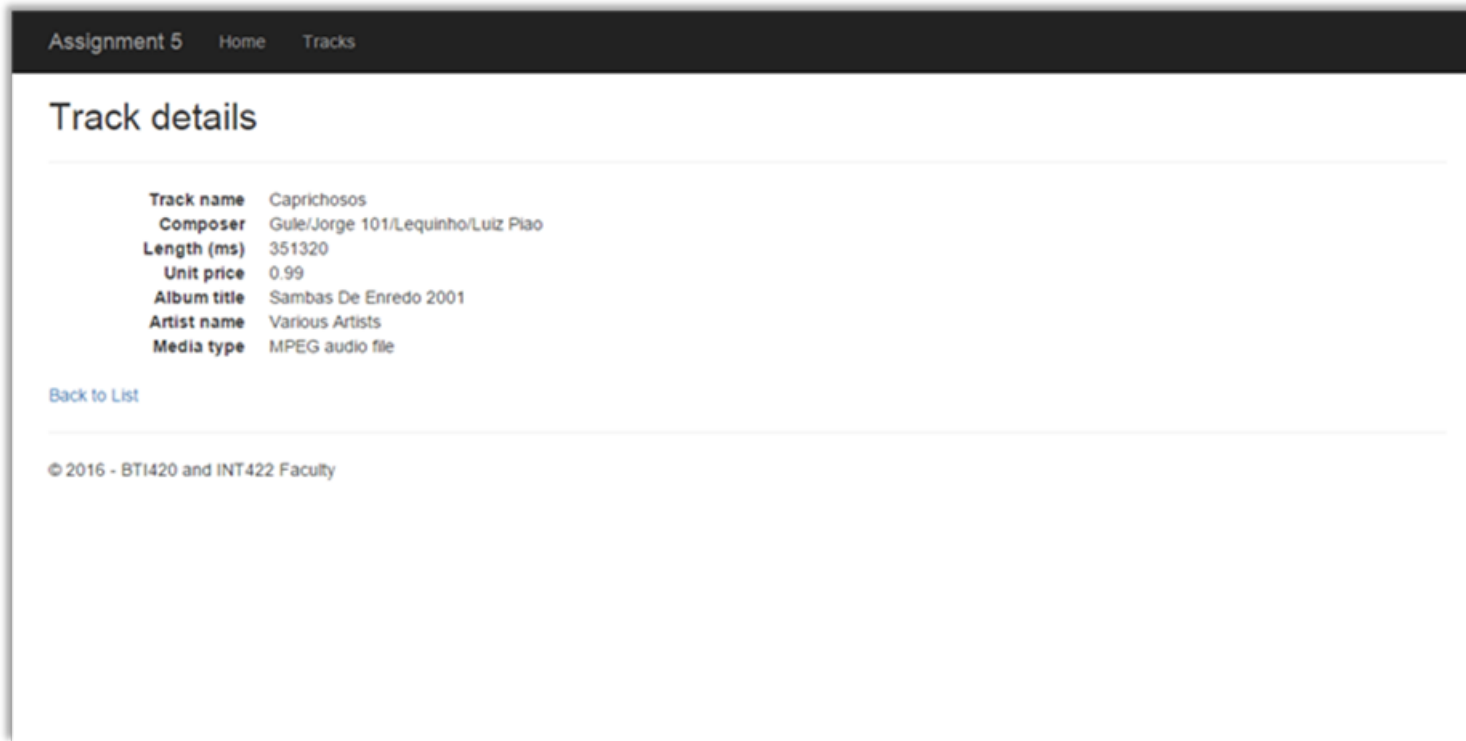 Assignment 5 Home Tracks
Track details
Track name Caprichosos
Composer Gule/Jorge 101/Lequinho/Luiz Piao
Length (ms) 351320
Unit price 0.99
Album title Sambas De Enredo 2001
Artist name Various Artists
Media type MPEG audio file
Back to List
© 2016 - BTI420 and INT422 Faculty